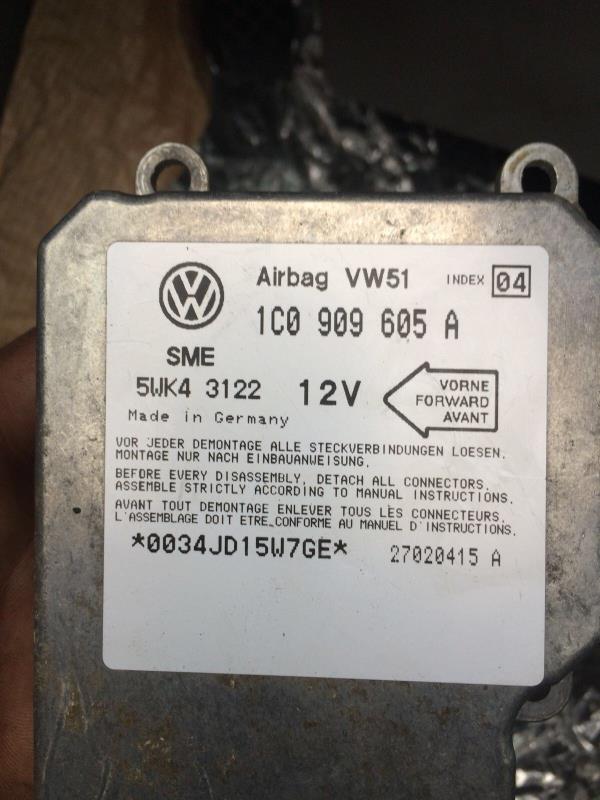 Airbag VW51 INDEX 04
1C0 909 605 A
SME
5WK4 3122 12V
VORNE
FORWARD
AVANT
Made in Germany
VOR JEDER DEMONTAGE ALLE STECKVERBINDUNGEN LOESEN.
MONTAGE NUR NACH EINBAUANWEISUNG.
BEFORE EVERY DISASSEMBLY, DETACH ALL CONNECTORS.
ASSEMBLE STRICTLY ACCORDING TO MANUAL INSTRUCTIONS.
AVANT TOUT DEMONTAGE ENLEVER TOUS LES CONNECTEURS.
L'ASSEMBLAGE DOIT ETRE CONFORME AU MANUEL D'INSTRUCTIONS.
*0034JD15W7GE* 27020415 A